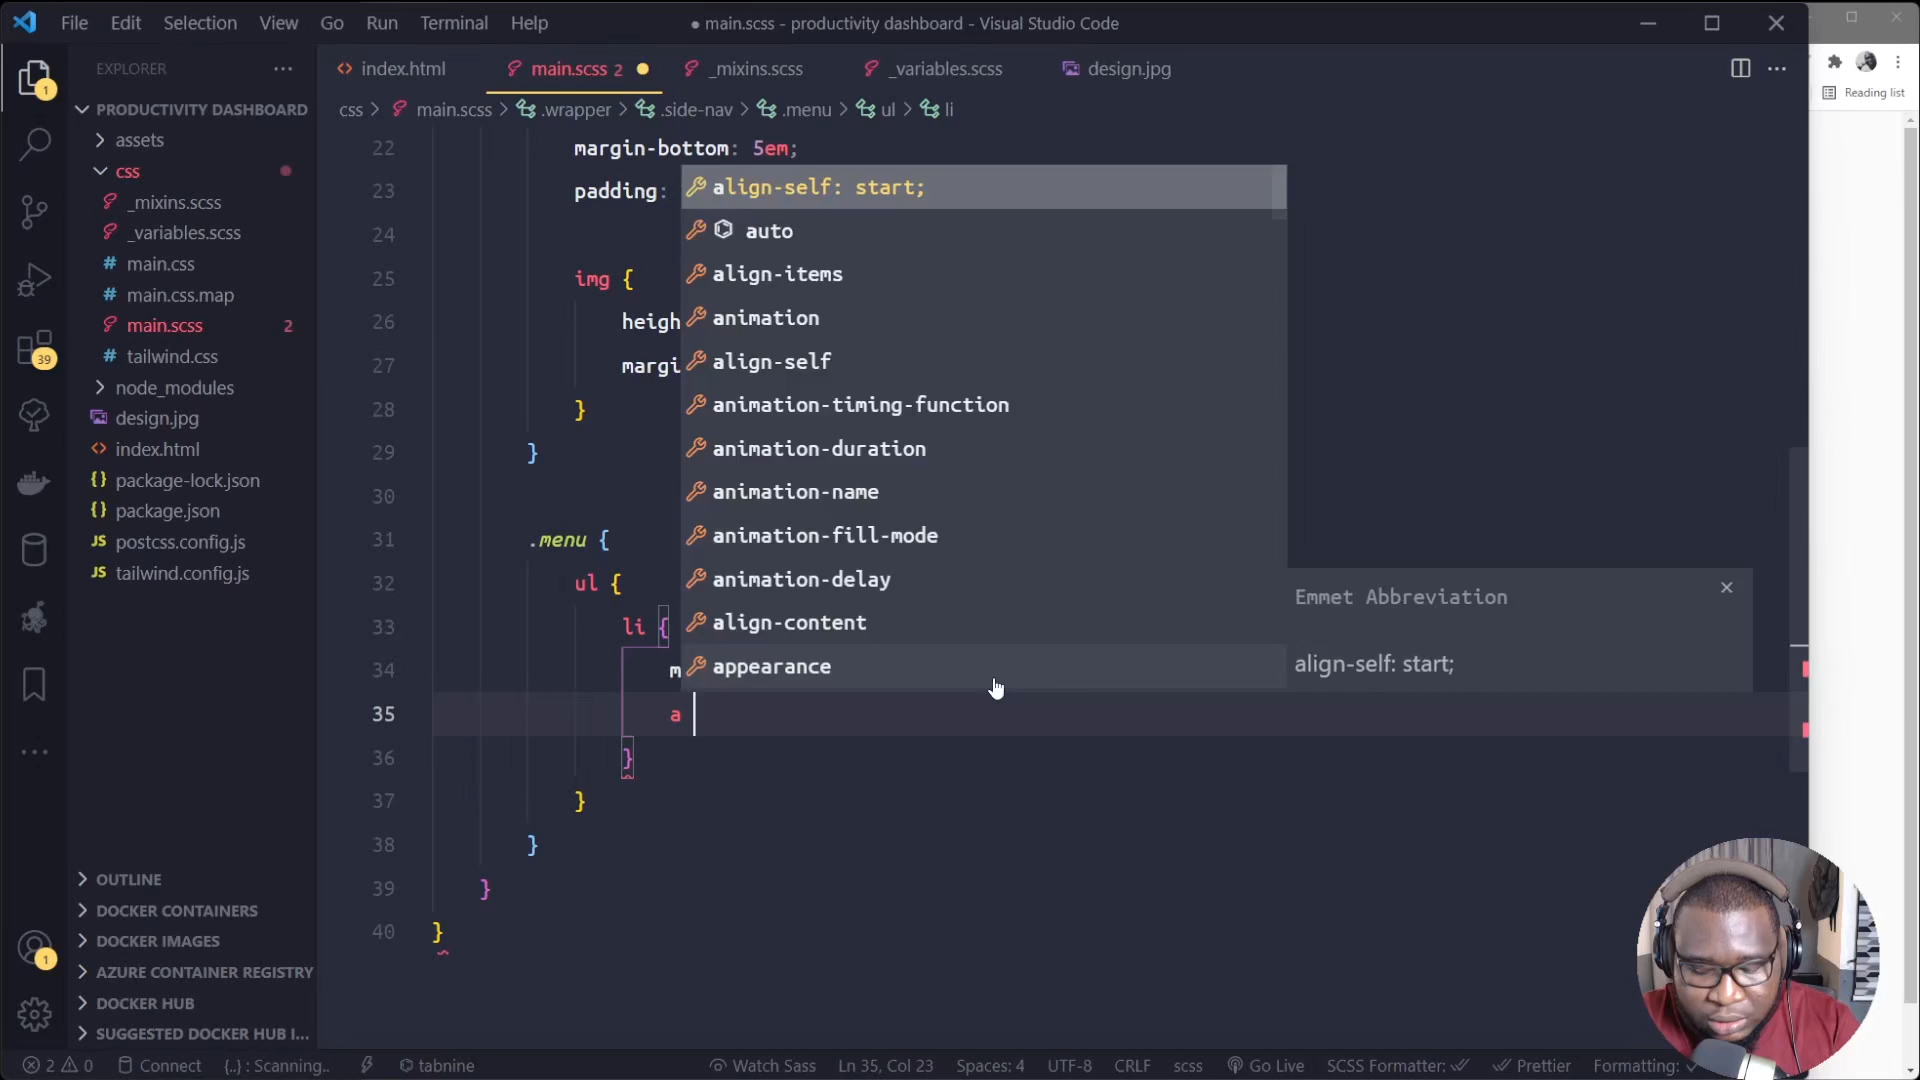 File Edit Selection View Go Run Terminal Help
● main.scss - productivity dashboard - Visual Studio Code
EXPLORER
index.html
main.scss 2
_mixins.scss
_variables.scss
design.jpg
Reading list
css > main.scss > .wrapper > .side-nav > .menu > ul > li
PRODUCTIVITY DASHBOARD
assets
css
_mixins.scss
_variables.scss
main.css
main.css.map
main.scss 2
tailwind.css
node_modules
design.jpg
index.html
package-lock.json
package.json
postcss.config.js
tailwind.config.js
OUTLINE
DOCKER CONTAINERS
DOCKER IMAGES
AZURE CONTAINER REGISTRY
DOCKER HUB
SUGGESTED DOCKER HUB I...
1
39
1
22 margin-bottom: 5em;
23 padding:
24
25 img {
26 heigh
27 margi
28 }
29 }
30
31 .menu {
32 ul {
33 li {
34 m
35 a
36 }
37 }
38 }
39 }
40 }
align-self: start;
auto
align-items
animation
align-self
animation-timing-function
animation-duration
animation-name
animation-fill-mode
animation-delay
align-content
appearance
Emmet Abbreviation
align-self: start;
2 0 Connect {..} : Scanning.. tabnine Watch Sass Ln 35, Col 23 Spaces: 4 UTF-8 CRLF scss Go Live SCSS Formatter: Prettier Formatting: